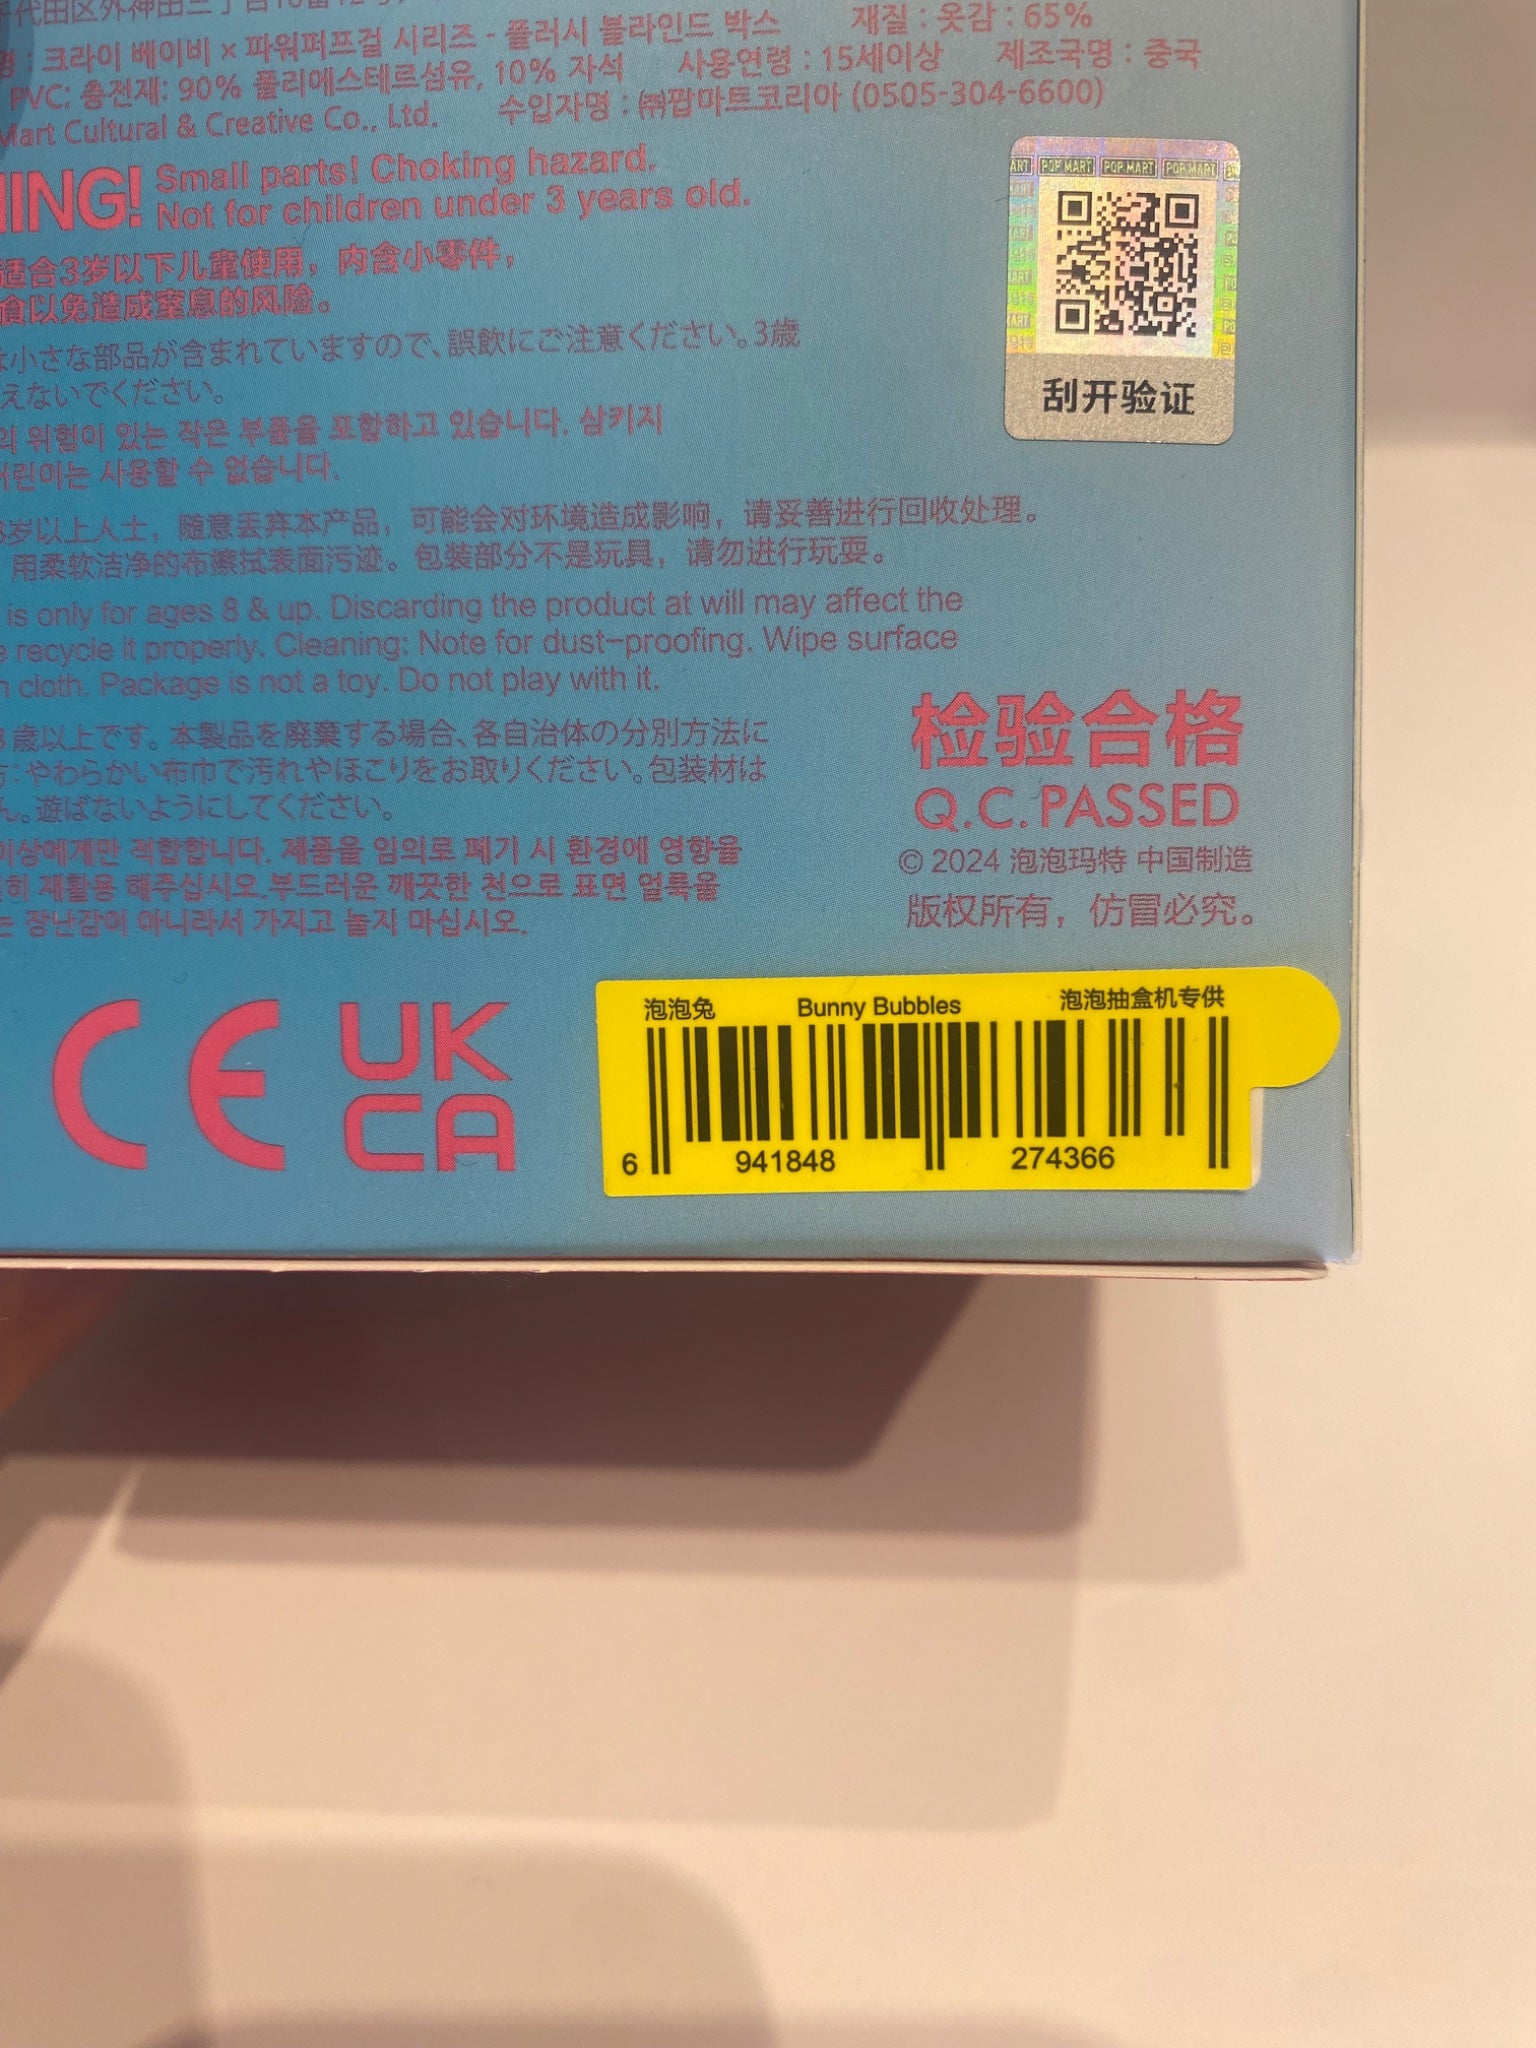 代田区外神田三丁目16番12号
크라이 베이비 × 파워퍼프걸 시리즈 - 플러시 블라인드 박스 재질 : 옷감 : 65%
PVC; 충전재: 90% 폴리에스테르섬유, 10% 자석 사용연령 : 15세이상 제조국명 : 중국
Mart Cultural & Creative Co., Ltd. 수입자명 : ㈜팝마트코리아 (0505-304-6600)
NING! Small parts! Choking hazard.
Not for children under 3 years old.
适合3岁以下儿童使用，内含小零件，
食以免造成窒息的风险。
は小さな部品が含まれていますので、誤飲にご注意ください。3歳
えないでください。
의 위험이 있는 작은 부품을 포함하고 있습니다. 삼키지
어린이는 사용할 수 없습니다.
岁以上人士，随意丢弃本产品，可能会对环境造成影响，请妥善进行回收处理。
用柔软洁净的布擦拭表面污迹。包装部分不是玩具，请勿进行玩耍。
is only for ages 8 & up. Discarding the product at will may affect the
e recycle it properly. Cleaning: Note for dust-proofing. Wipe surface
n cloth. Package is not a toy. Do not play with it.
歳以上です。本製品を廃棄する場合、各自治体の分別方法に
方：やわらかい布巾で汚れやほこりをお取りください。包装材は
ん。遊ばないようにしてください。
이상에게만 적합합니다. 제품을 임의로 폐기 시 환경에 영향을
히 재활용 해주십시오.부드러운 깨끗한 천으로 표면 얼룩을
는 장난감이 아니라서 가지고 놀지 마십시오.
POP MART POP MART POP MART
刮开验证
检验合格
Q.C. PASSED
© 2024 泡泡玛特 中国制造
版权所有，仿冒必究。
CE UK
CA
泡泡兔 Bunny Bubbles 泡泡抽盒机专供
6 941848 274366